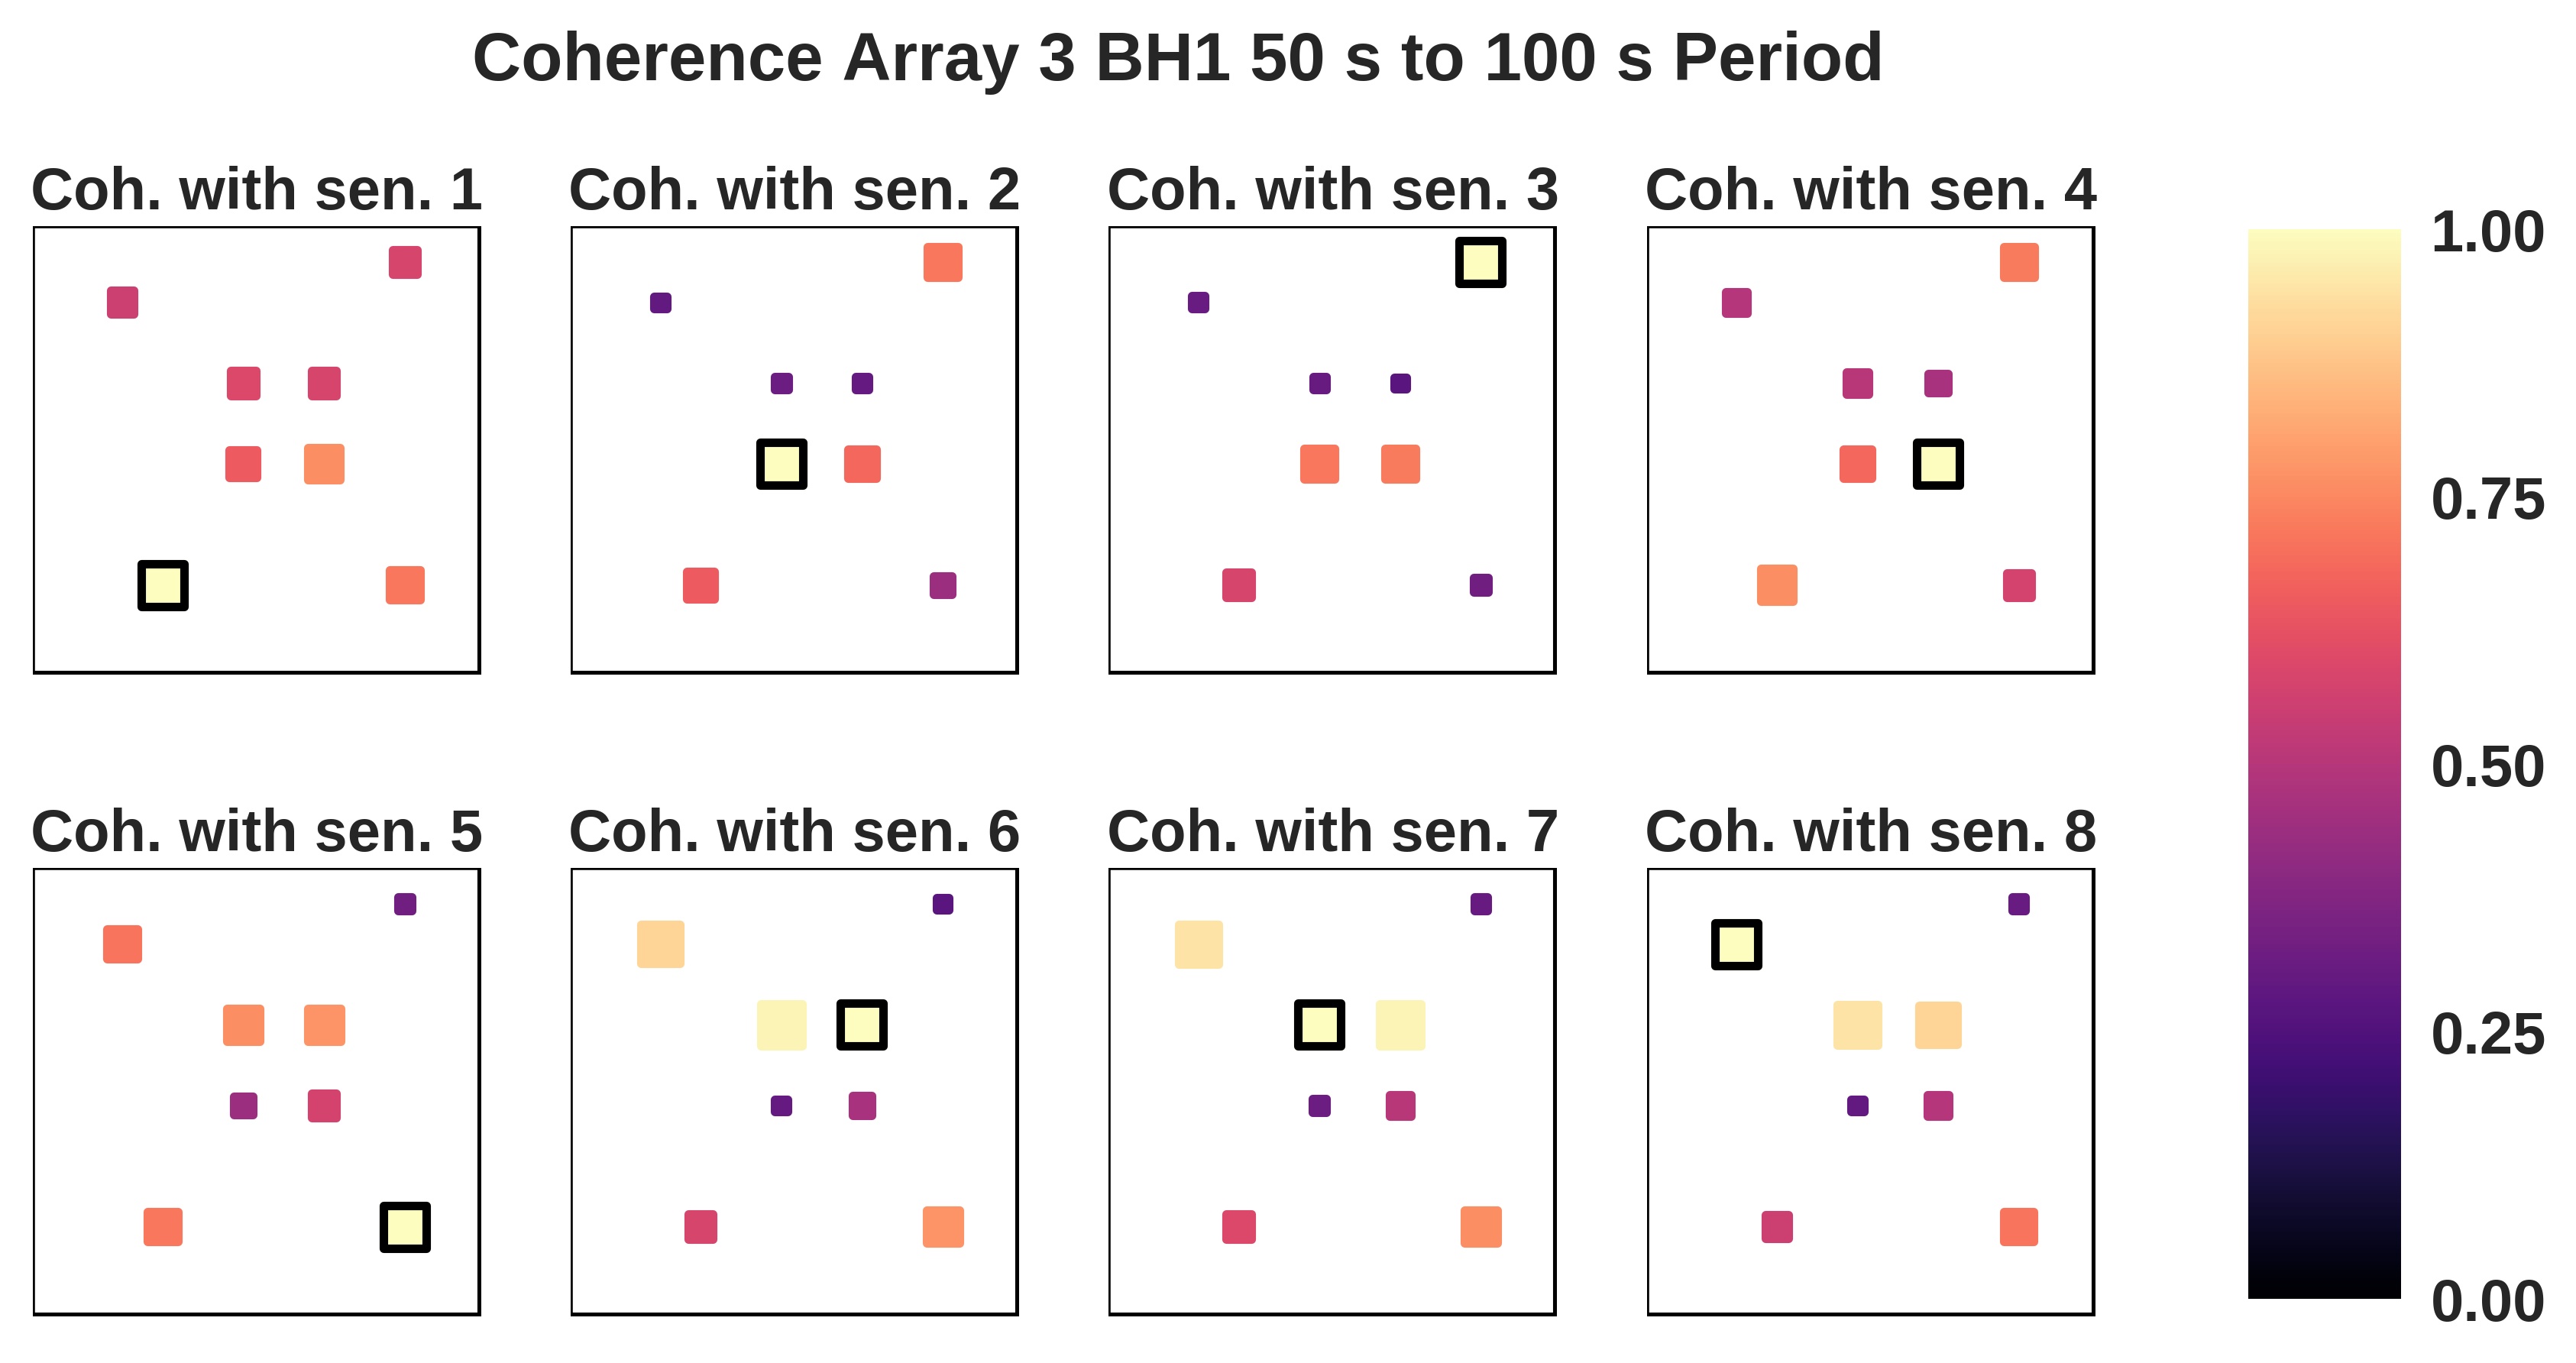 Coherence Array 3 BH1 50 s to 100 s Period
Coh. with sen. 1
Coh. with sen. 2
Coh. with sen. 3
Coh. with sen. 4
1.00
0.75
0.50
0.25
0.00
Coh. with sen. 5
Coh. with sen. 6
Coh. with sen. 7
Coh. with sen. 8